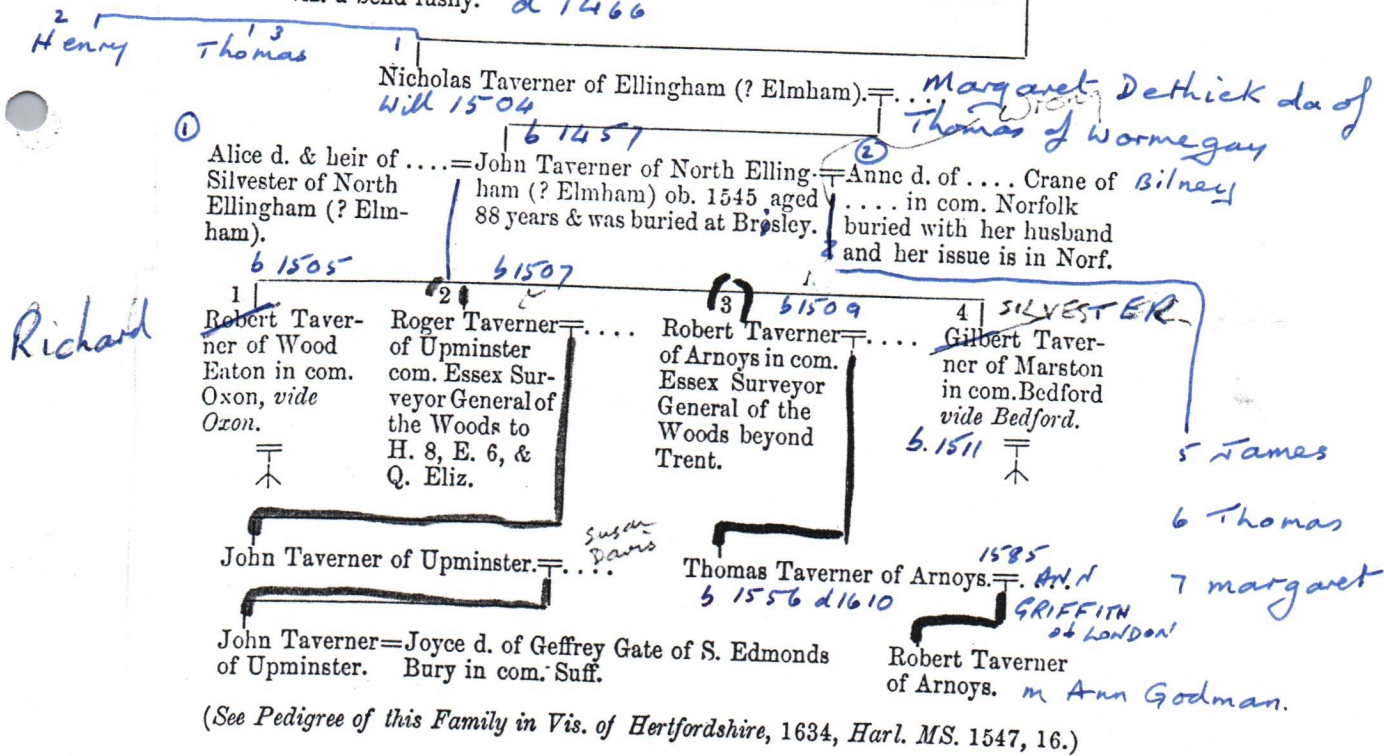 a bend fusily. d 1466
2 1 3 1
Henry Thomas
Nicholas Taverner of Ellingham (? Elmham).=.... Margaret Dethick da of
Will 1504 Wrong Thomas of Wormegay
① b 1457 ②
Alice d. & heir of ....=John Taverner of North Elling-=Anne d. of .... Crane of Bilney
Silvester of North ham (? Elmham) ob. 1545 aged .... in com. Norfolk
Ellingham (? Elm- 88 years & was buried at Brisley. buried with her husband
ham). 2 and her issue is in Norf.
b 1505 b 1507 b 1509
1 2 3 4 SILVESTER
Richard
Robert Taver- Roger Taverner=.... Robert Taverner=.... Gilbert Taver-
ner of Wood of Upminster of Arnoys in com. ner of Marston
Eaton in com. com. Essex Sur- Essex Surveyor in com. Bedford
Oxon, vide veyor General of General of the vide Bedford.
Oxon. the Woods to Woods beyond b. 1511
H. 8, E. 6, & Trent. 5 James
Q. Eliz.
6 Thomas
Susan
Davis
John Taverner of Upminster.=.... Thomas Taverner of Arnoys.=. 1585 ANN 7 margaret
b 1556 d 1610 GRIFFITH
of LONDON
John Taverner=Joyce d. of Geffrey Gate of S. Edmonds Robert Taverner
of Upminster. Bury in com. Suff. of Arnoys. m Ann Godman.
(See Pedigree of this Family in Vis. of Hertfordshire, 1634, Harl. MS. 1547, 16.)